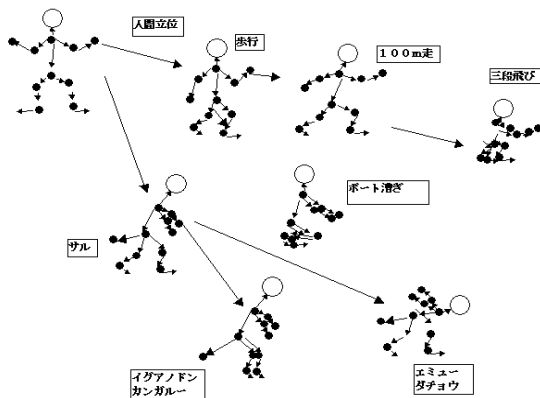 人間立位
歩行
100m走
三段飛び
ボート漕ぎ
サル
イグアノドン
カンガルー
エミュー
ダチョウ